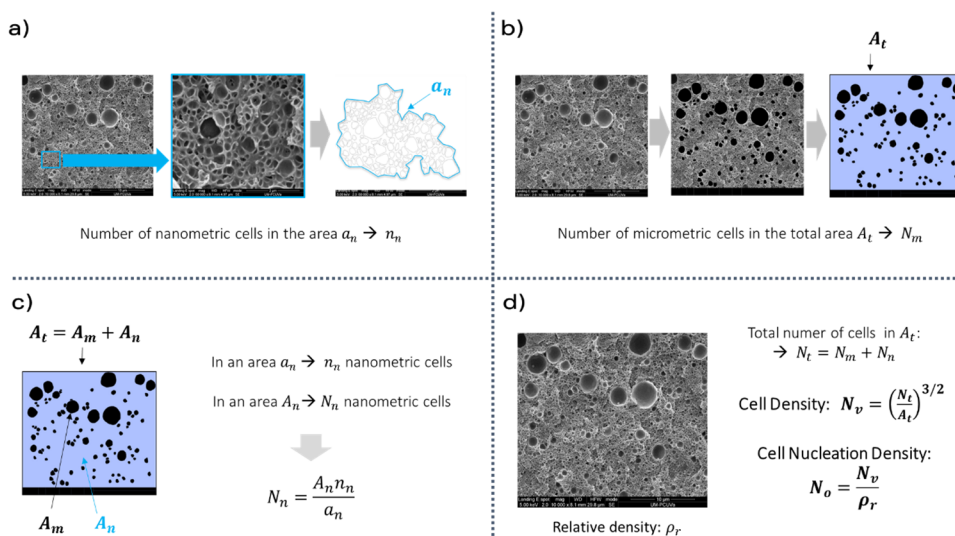 a)
a_n
Number of nanometric cells in the area a_n → n_n
b)
A_t
Number of micrometric cells in the total area A_t → N_m
c)
A_t = A_m + A_n
A_m
A_n
In an area a_n → n_n nanometric cells
In an area A_n → N_n nanometric cells
N_n = A_n n_n / a_n
d)
UM-PCUVa
Relative density: ρ_r
Total numer of cells in A_t:
→ N_t = N_m + N_n
Cell Density: N_v = (N_t / A_t)^{3/2}
Cell Nucleation Density:
N_o = N_v / ρ_r